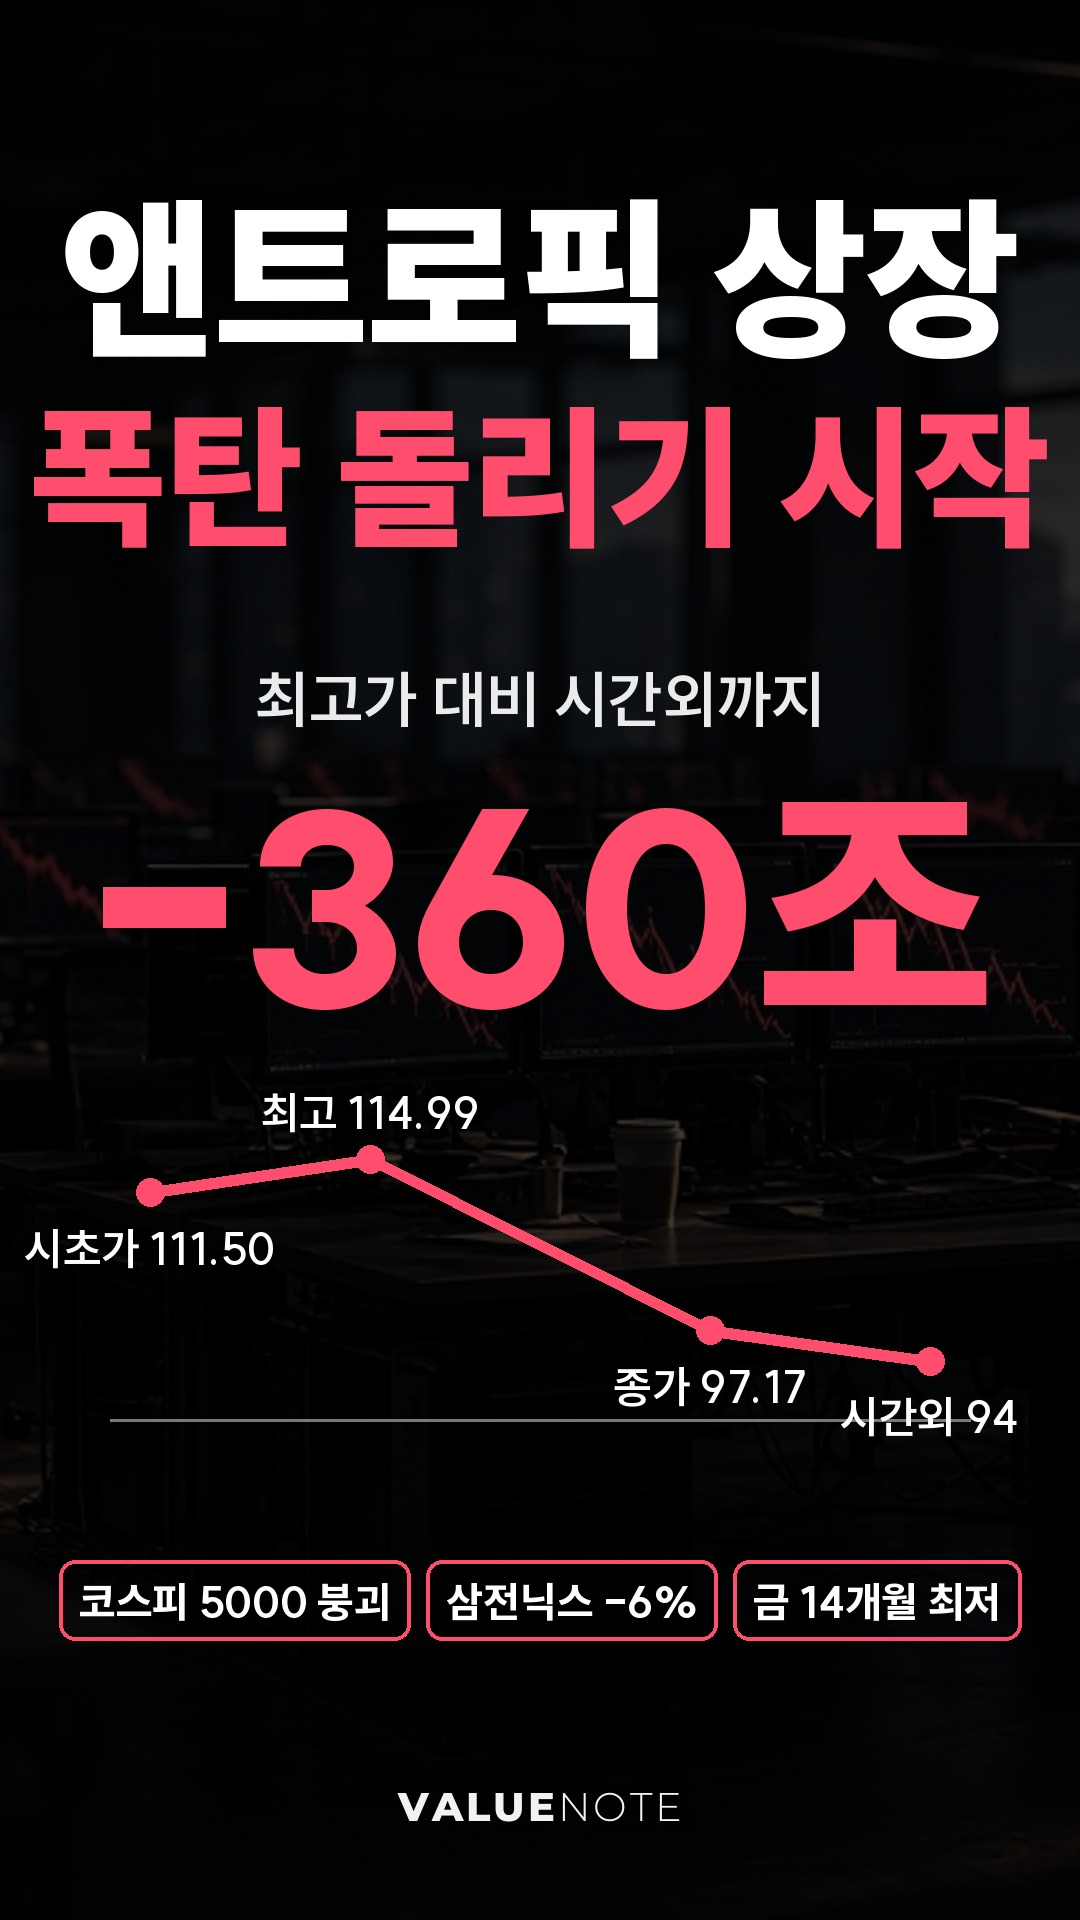 앤트로픽 상장
폭탄 돌리기 시작
최고가 대비 시간외까지
-360조
최고 114.99
시초가 111.50
종가 97.17
시간외 94
코스피 5000 붕괴
삼전닉스 -6%
금 14개월 최저
VALUENOTE